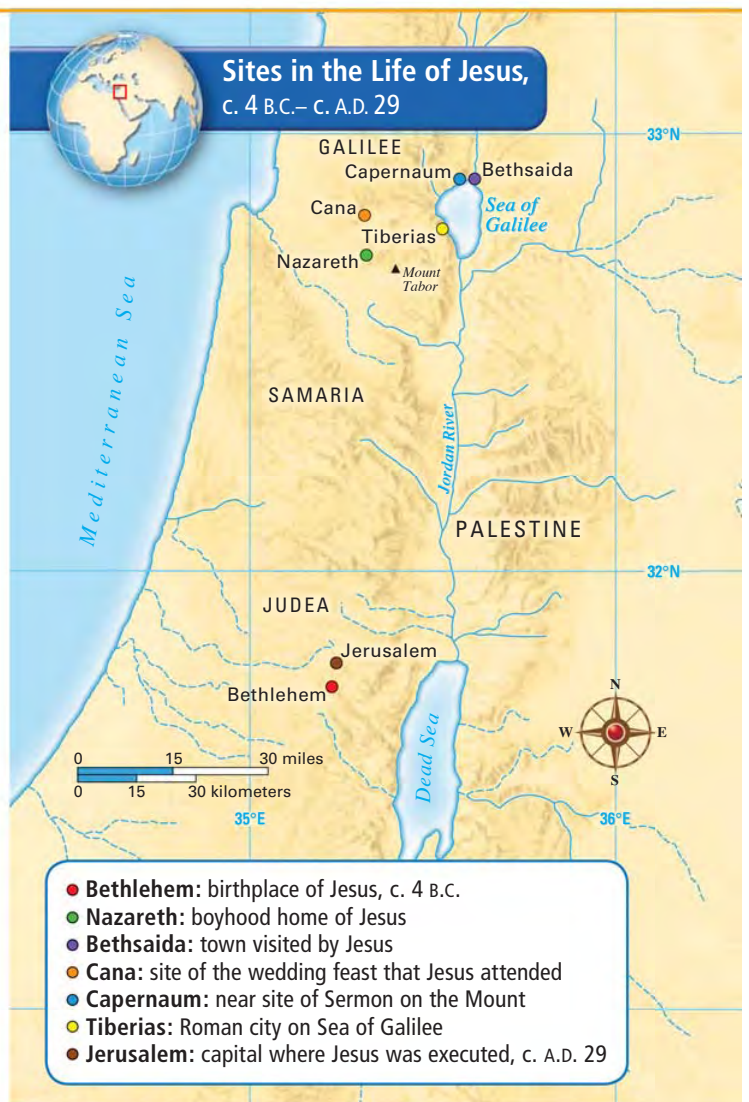 Sites in the Life of Jesus,
c. 4 B.C.– c. A.D. 29
33°N
GALILEE
Capernaum
Bethsaida
Cana
Sea of
Galilee
Tiberias
Nazareth
Mount
Tabor
Mediterranean Sea
SAMARIA
Jordan River
PALESTINE
32°N
JUDEA
Jerusalem
Bethlehem
N
W
E
S
Dead Sea
0 15 30 miles
0 15 30 kilometers
35°E
36°E
Bethlehem: birthplace of Jesus, c. 4 B.C.
Nazareth: boyhood home of Jesus
Bethsaida: town visited by Jesus
Cana: site of the wedding feast that Jesus attended
Capernaum: near site of Sermon on the Mount
Tiberias: Roman city on Sea of Galilee
Jerusalem: capital where Jesus was executed, c. A.D. 29